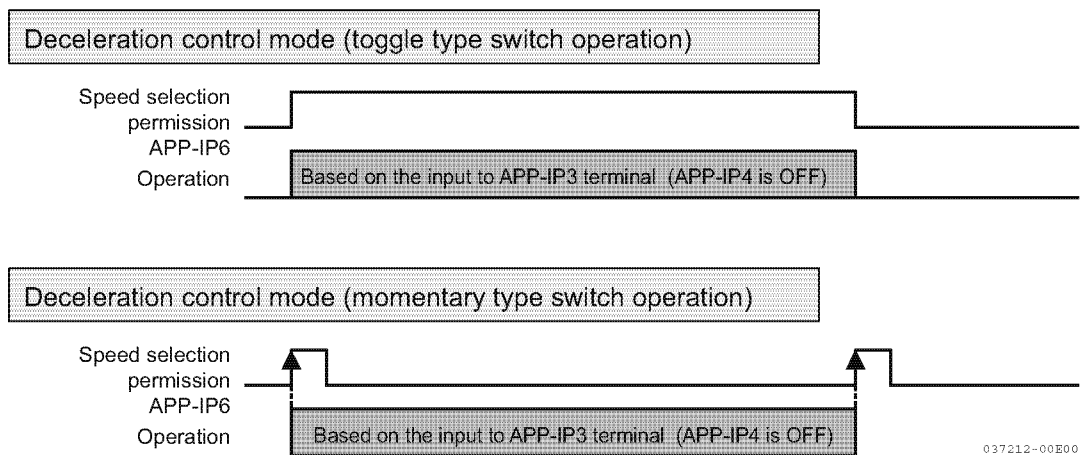 Deceleration control mode (toggle type switch operation)
Speed selection
permission
APP-IP6
Operation
Based on the input to APP-IP3 terminal (APP-IP4 is OFF)
Deceleration control mode (momentary type switch operation)
Speed selection
permission
APP-IP6
Operation
Based on the input to APP-IP3 terminal (APP-IP4 is OFF)
037212-00E00